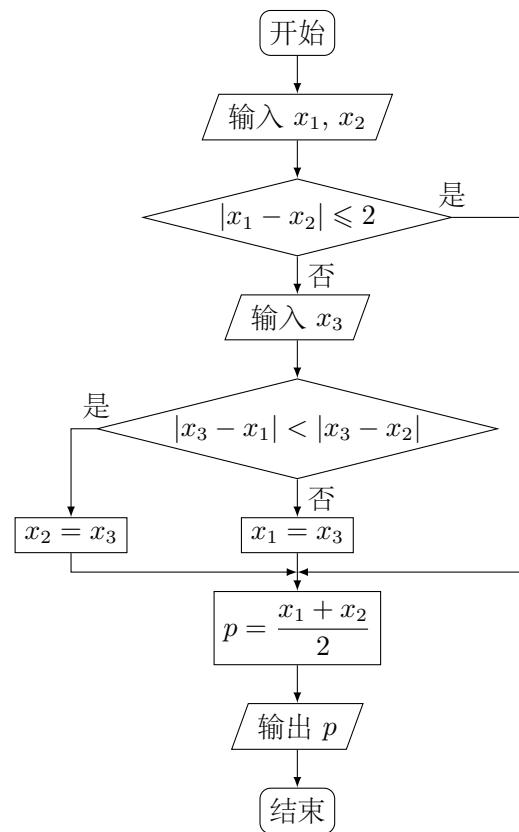 开始
输入 x₁, x₂
|x₁ − x₂| ⩽ 2
是
否
输入 x₃
是
|x₃ − x₁| < |x₃ − x₂|
否
x₂ = x₃
x₁ = x₃
p = (x₁ + x₂)/2
输出 p
结束